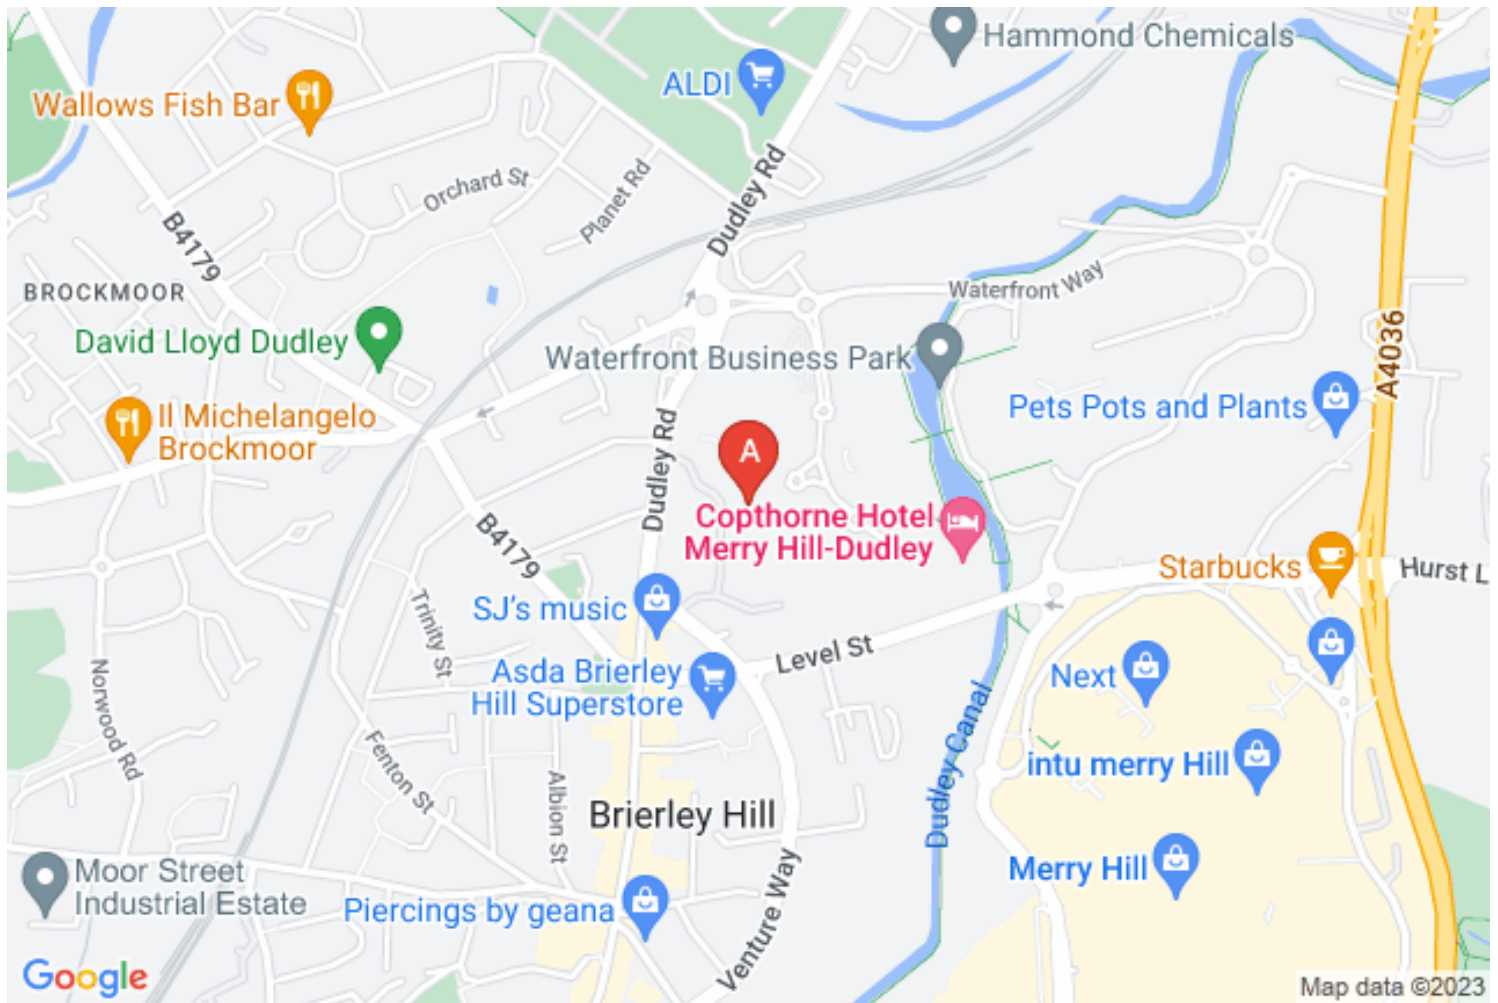 Hammond Chemicals
ALDI
Wallows Fish Bar
Dudley Rd
Orchard St
Planet Rd
B4179
BROCKMOOR
Waterfront Way
David Lloyd Dudley
Waterfront Business Park
A4036
Pets Pots and Plants
Il Michelangelo
Brockmoor
Dudley Rd
A
B4179
Copthorne Hotel
Merry Hill-Dudley
Starbucks
Hurst L
SJ's music
Trinity St
Level St
Asda Brierley
Hill Superstore
Next
Norwood Rd
Dudley Canal
Fenton St
intu merry Hill
Albion St
Brierley Hill
Merry Hill
Moor Street
Industrial Estate
Piercings by geana
Venture Way
Google
Map data ©2023